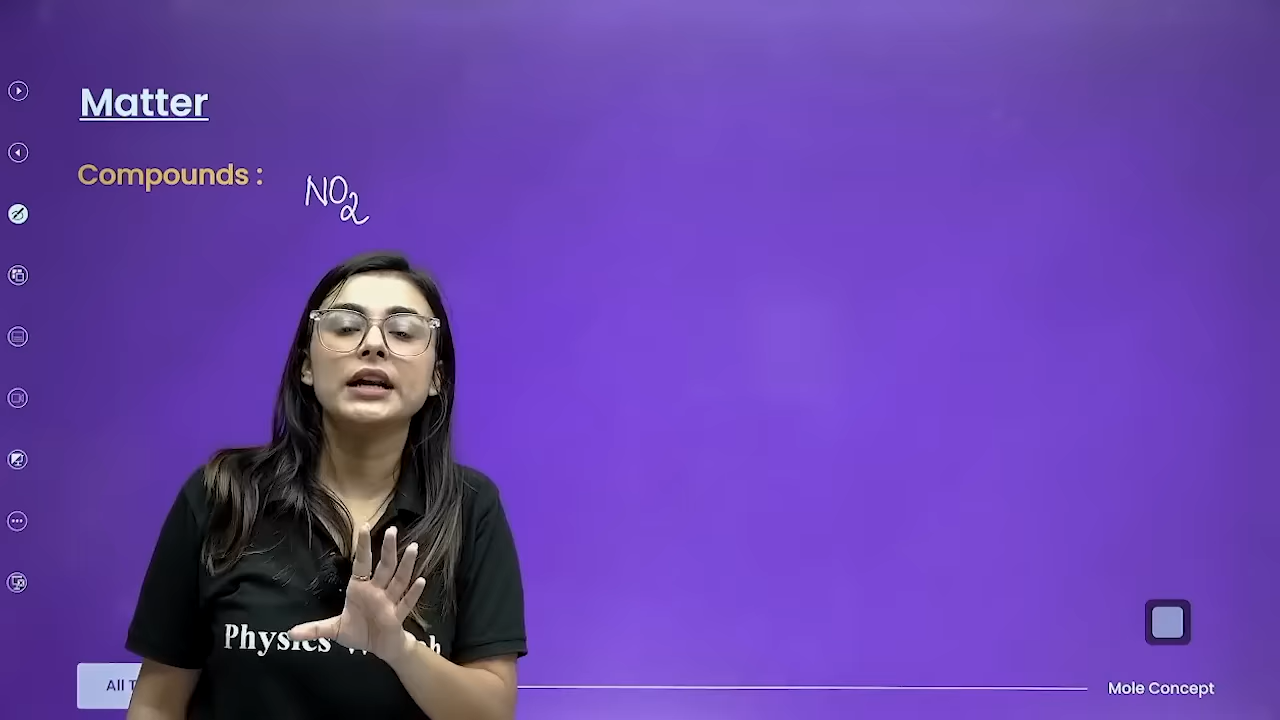 Matter
Compounds :
NO2
Physics W
All T
Mole Concept